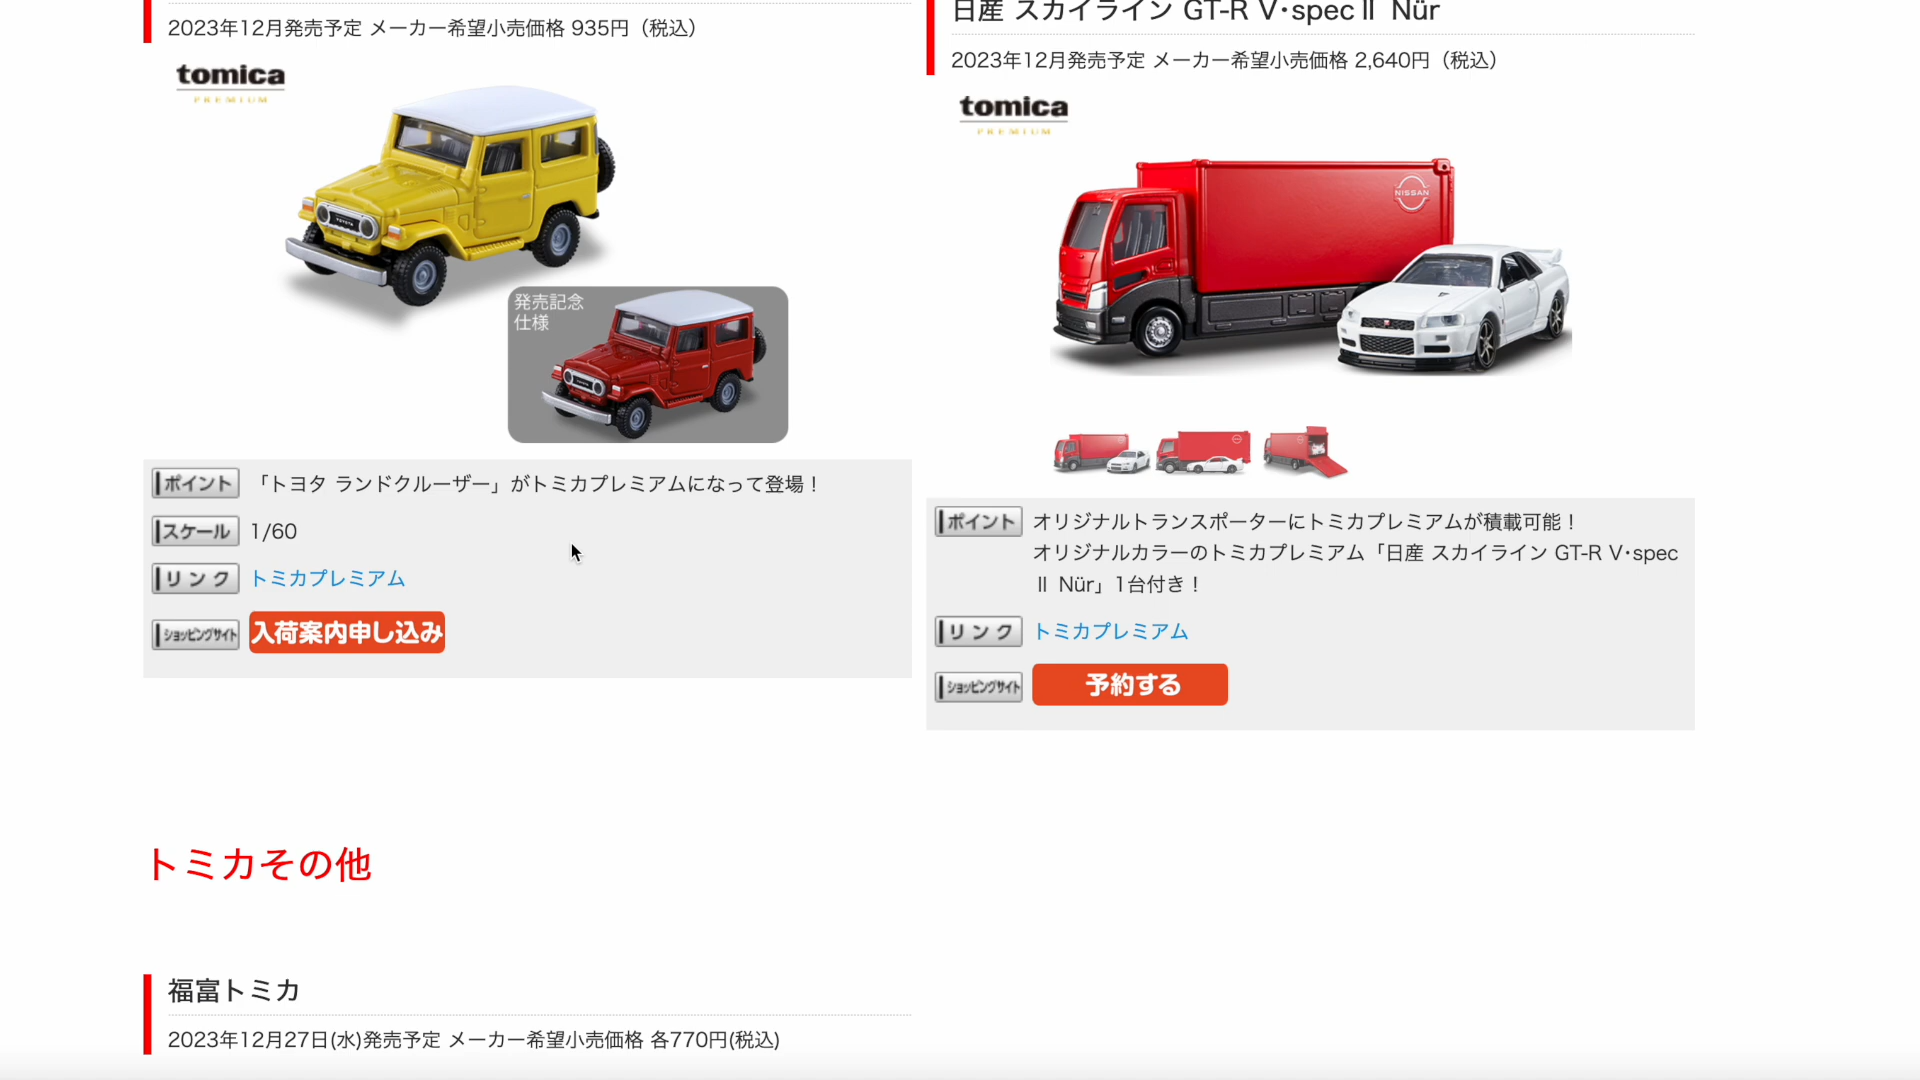 2023年12月発売予定 メーカー希望小売価格 935円（税込）
tomica
PREMIUM
TOYOTA
発売記念
仕様
ポイント 「トヨタ ランドクルーザー」がトミカプレミアムになって登場！
スケール 1/60
リンク トミカプレミアム
ショッピングサイト 入荷案内申し込み
日産 スカイライン GT-R V･spec Ⅱ Nür
2023年12月発売予定 メーカー希望小売価格 2,640円（税込）
tomica
PREMIUM
NISSAN
ポイント オリジナルトランスポーターにトミカプレミアムが積載可能！
オリジナルカラーのトミカプレミアム「日産 スカイライン GT-R V･spec
Ⅱ Nür」1台付き！
リンク トミカプレミアム
ショッピングサイト 予約する
トミカその他
福富トミカ
2023年12月27日(水)発売予定 メーカー希望小売価格 各770円(税込)